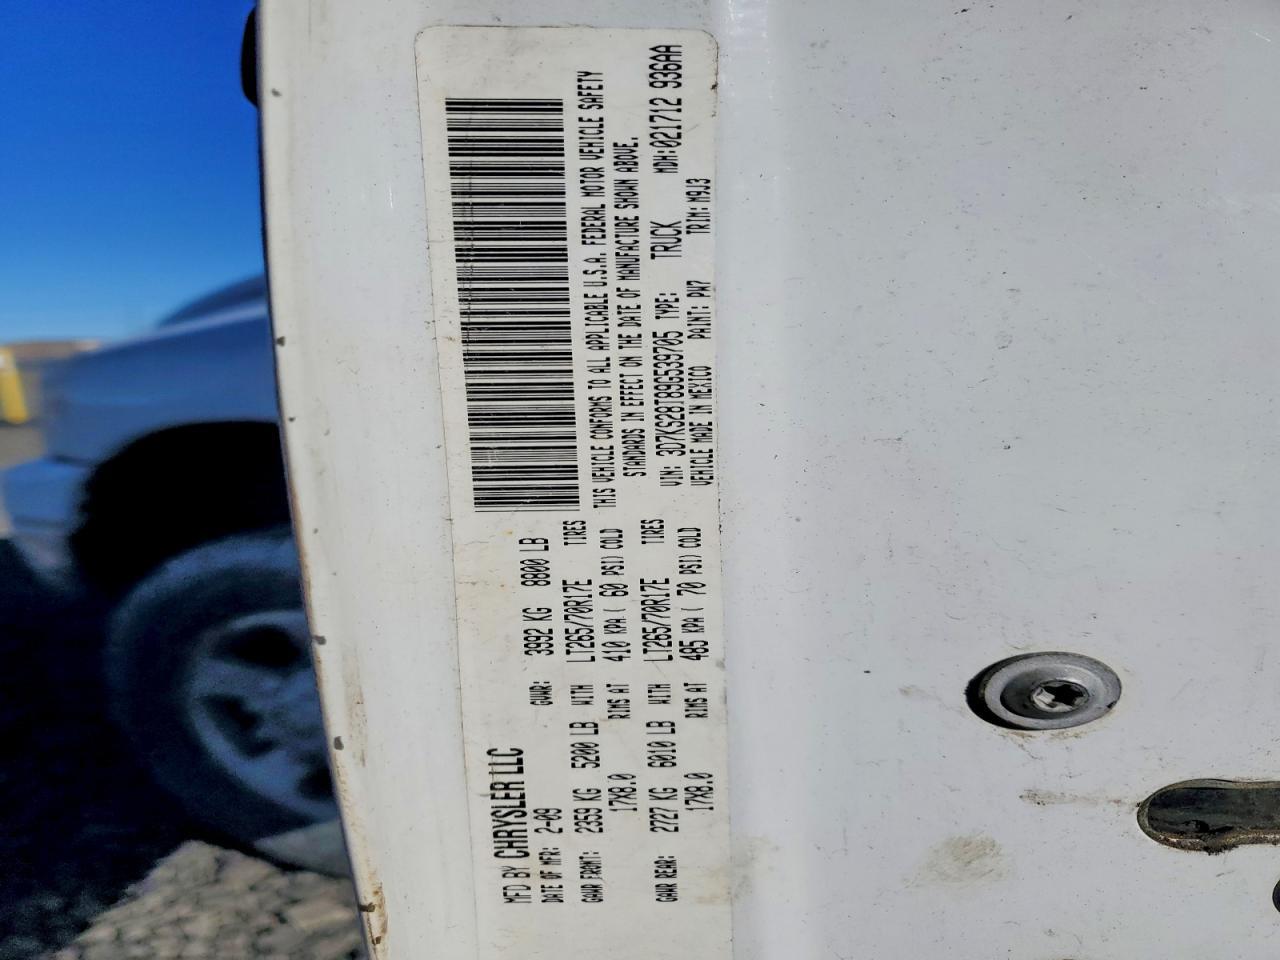 MFD BY CHRYSLER LLC
DATE OF MFR: 2-09 GVWR: 3992 KG 8800 LB
GAWR FRONT: 2359 KG 5200 LB WITH LT265/70R17E TIRES
17X8.0 RIMS AT 410 KPA ( 60 PSI) COLD
GAWR REAR: 2727 KG 6010 LB WITH LT265/70R17E TIRES
17X8.0 RIMS AT 485 KPA ( 70 PSI) COLD
THIS VEHICLE CONFORMS TO ALL APPLICABLE U.S.A. FEDERAL MOTOR VEHICLE SAFETY
STANDARDS IN EFFECT ON THE DATE OF MANUFACTURE SHOWN ABOVE.
VIN: 3D7KS28T89G539705 TYPE: TRUCK MDH:021712 936AA
VEHICLE MADE IN MEXICO PAINT: PW7 TRIM: M9J3